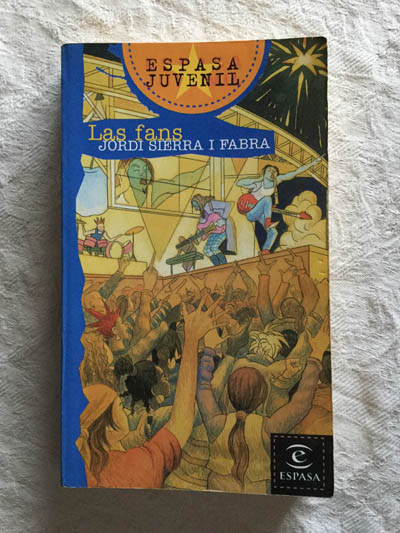 ESPASA
JUVENIL
Las fans
JORDI SIERRA I FABRA
e
ESPASA